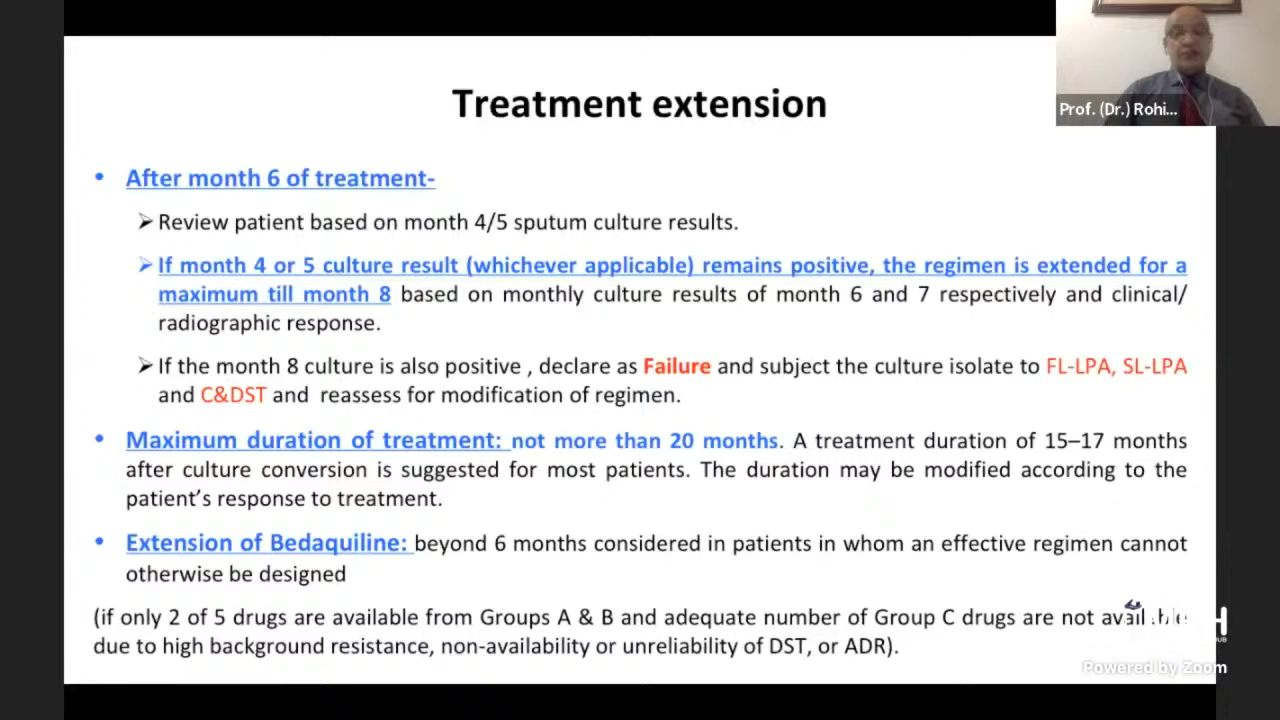 Treatment extension
Prof. (Dr.) Rohi...
• After month 6 of treatment-
➢ Review patient based on month 4/5 sputum culture results.
➢ If month 4 or 5 culture result (whichever applicable) remains positive, the regimen is extended for a
maximum till month 8 based on monthly culture results of month 6 and 7 respectively and clinical/
radiographic response.
➢ If the month 8 culture is also positive , declare as Failure and subject the culture isolate to FL-LPA, SL-LPA
and C&DST and reassess for modification of regimen.
• Maximum duration of treatment: not more than 20 months. A treatment duration of 15–17 months
after culture conversion is suggested for most patients. The duration may be modified according to the
patient's response to treatment.
• Extension of Bedaquiline: beyond 6 months considered in patients in whom an effective regimen cannot
otherwise be designed
(if only 2 of 5 drugs are available from Groups A & B and adequate number of Group C drugs are not available
due to high background resistance, non-availability or unreliability of DST, or ADR).
Powered by Zoom